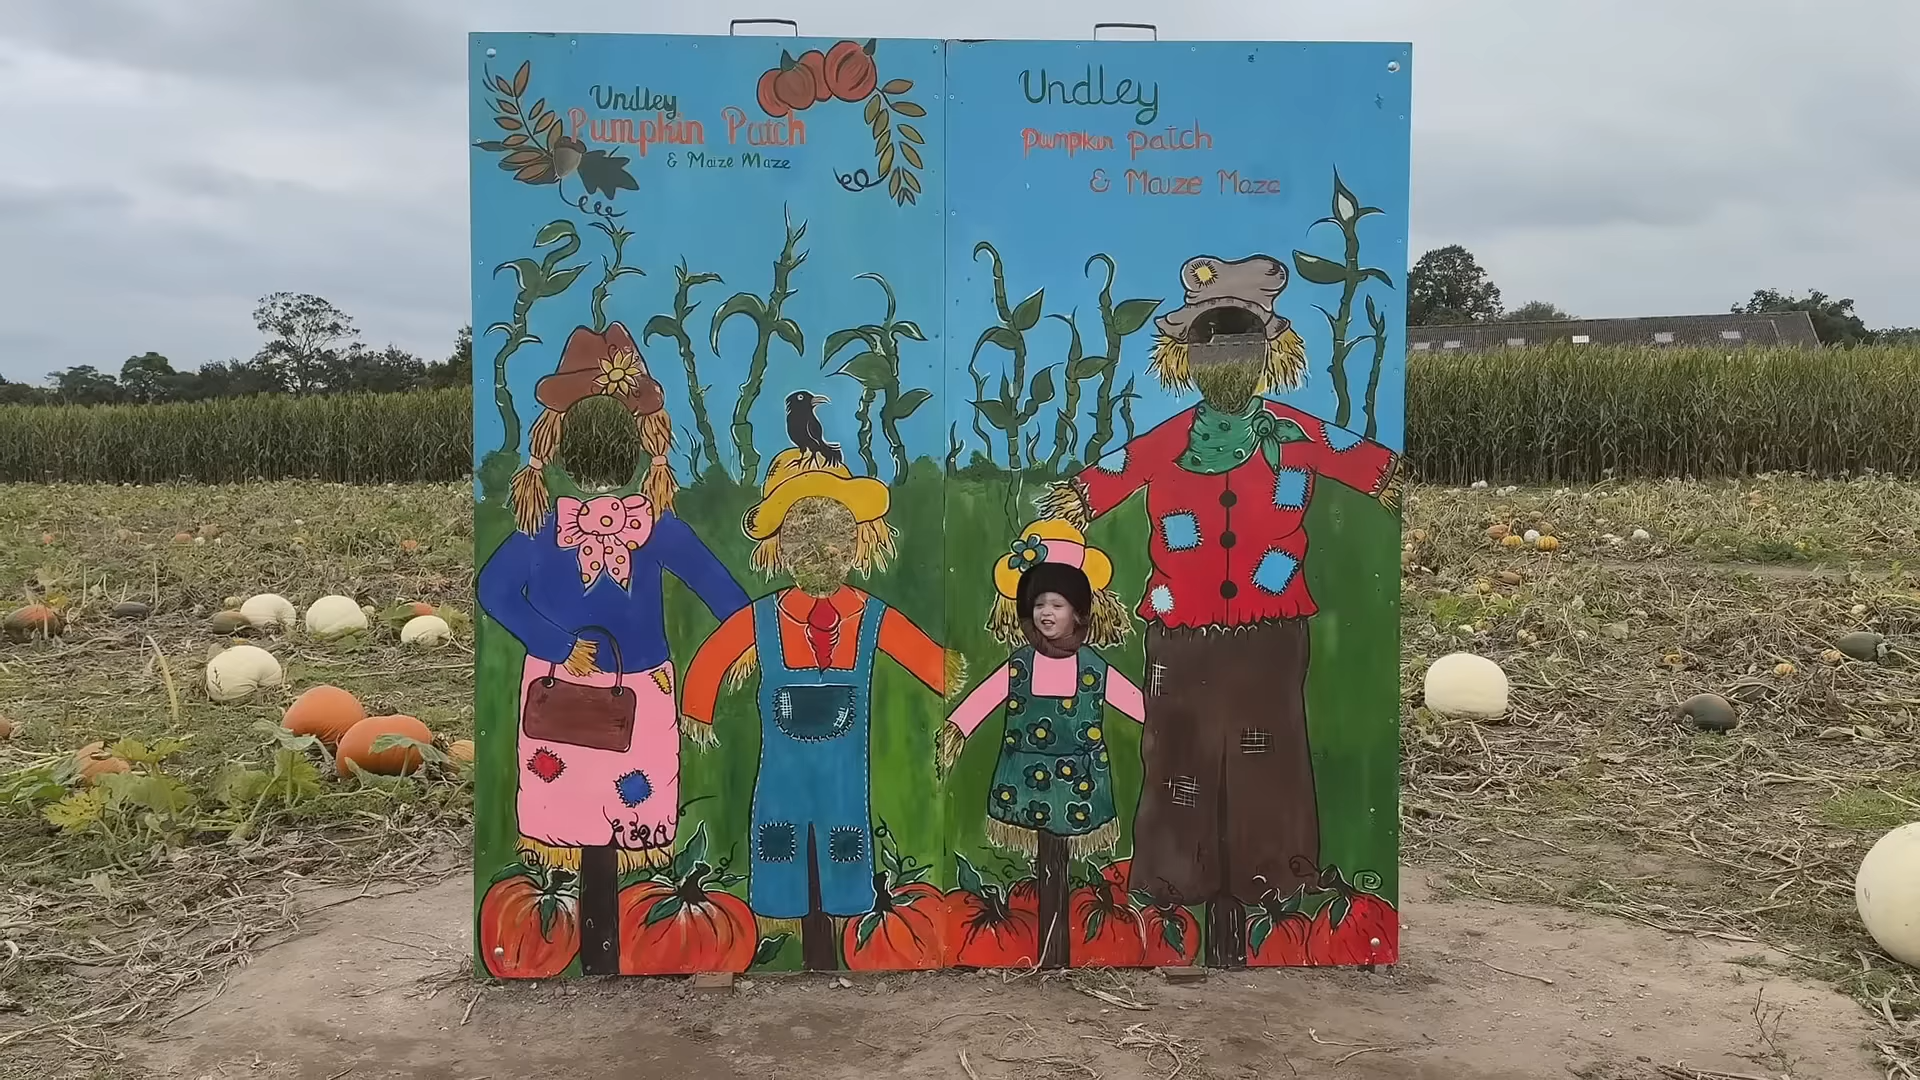 Undley
Pumpkin Patch
& Maize Maze
Undley
pumpkin patch
& Maize Maze